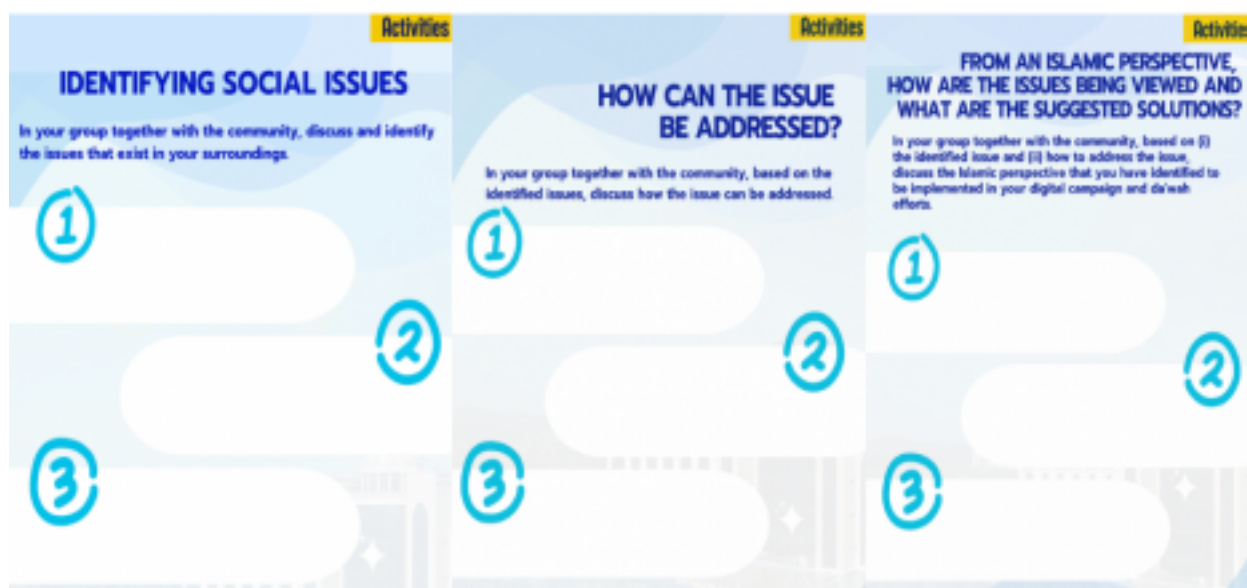 Activities
IDENTIFYING SOCIAL ISSUES
In your group together with the community, discuss and identify
the issues that exist in your surroundings.
1
2
3
Activities
HOW CAN THE ISSUE
BE ADDRESSED?
In your group together with the community, based on the
identified issues, discuss how the issue can be addressed.
1
2
3
Activities
FROM AN ISLAMIC PERSPECTIVE,
HOW ARE THE ISSUES BEING VIEWED AND
WHAT ARE THE SUGGESTED SOLUTIONS?
In your group together with the community, based on (i)
the identified issue and (ii) how to address the issue,
discuss the Islamic perspective that you have identified to
be implemented in your digital campaign and da'wah
efforts.
1
2
3